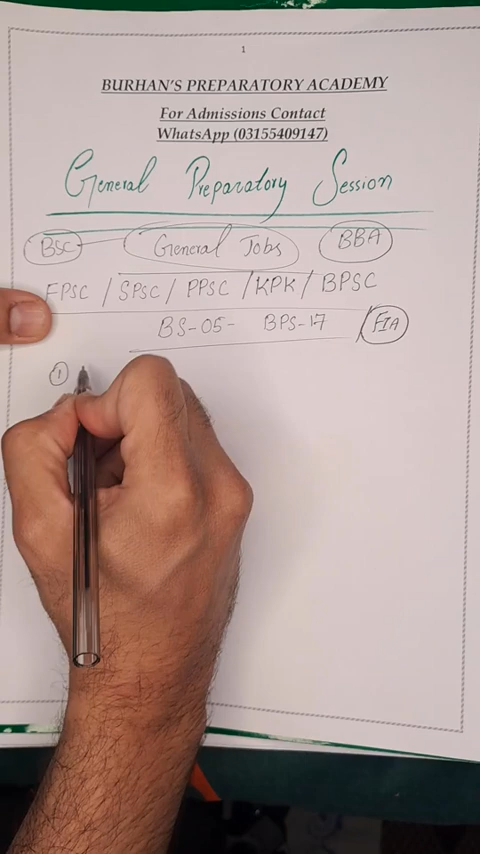 1
BURHAN'S PREPARATORY ACADEMY
For Admissions Contact
WhatsApp (03155409147)
General Preparatory Session
BSC General Jobs BBA
FPSC / SPSC / PPSC / KPK / BPSC
BS-05- BPS-17 FIA
1